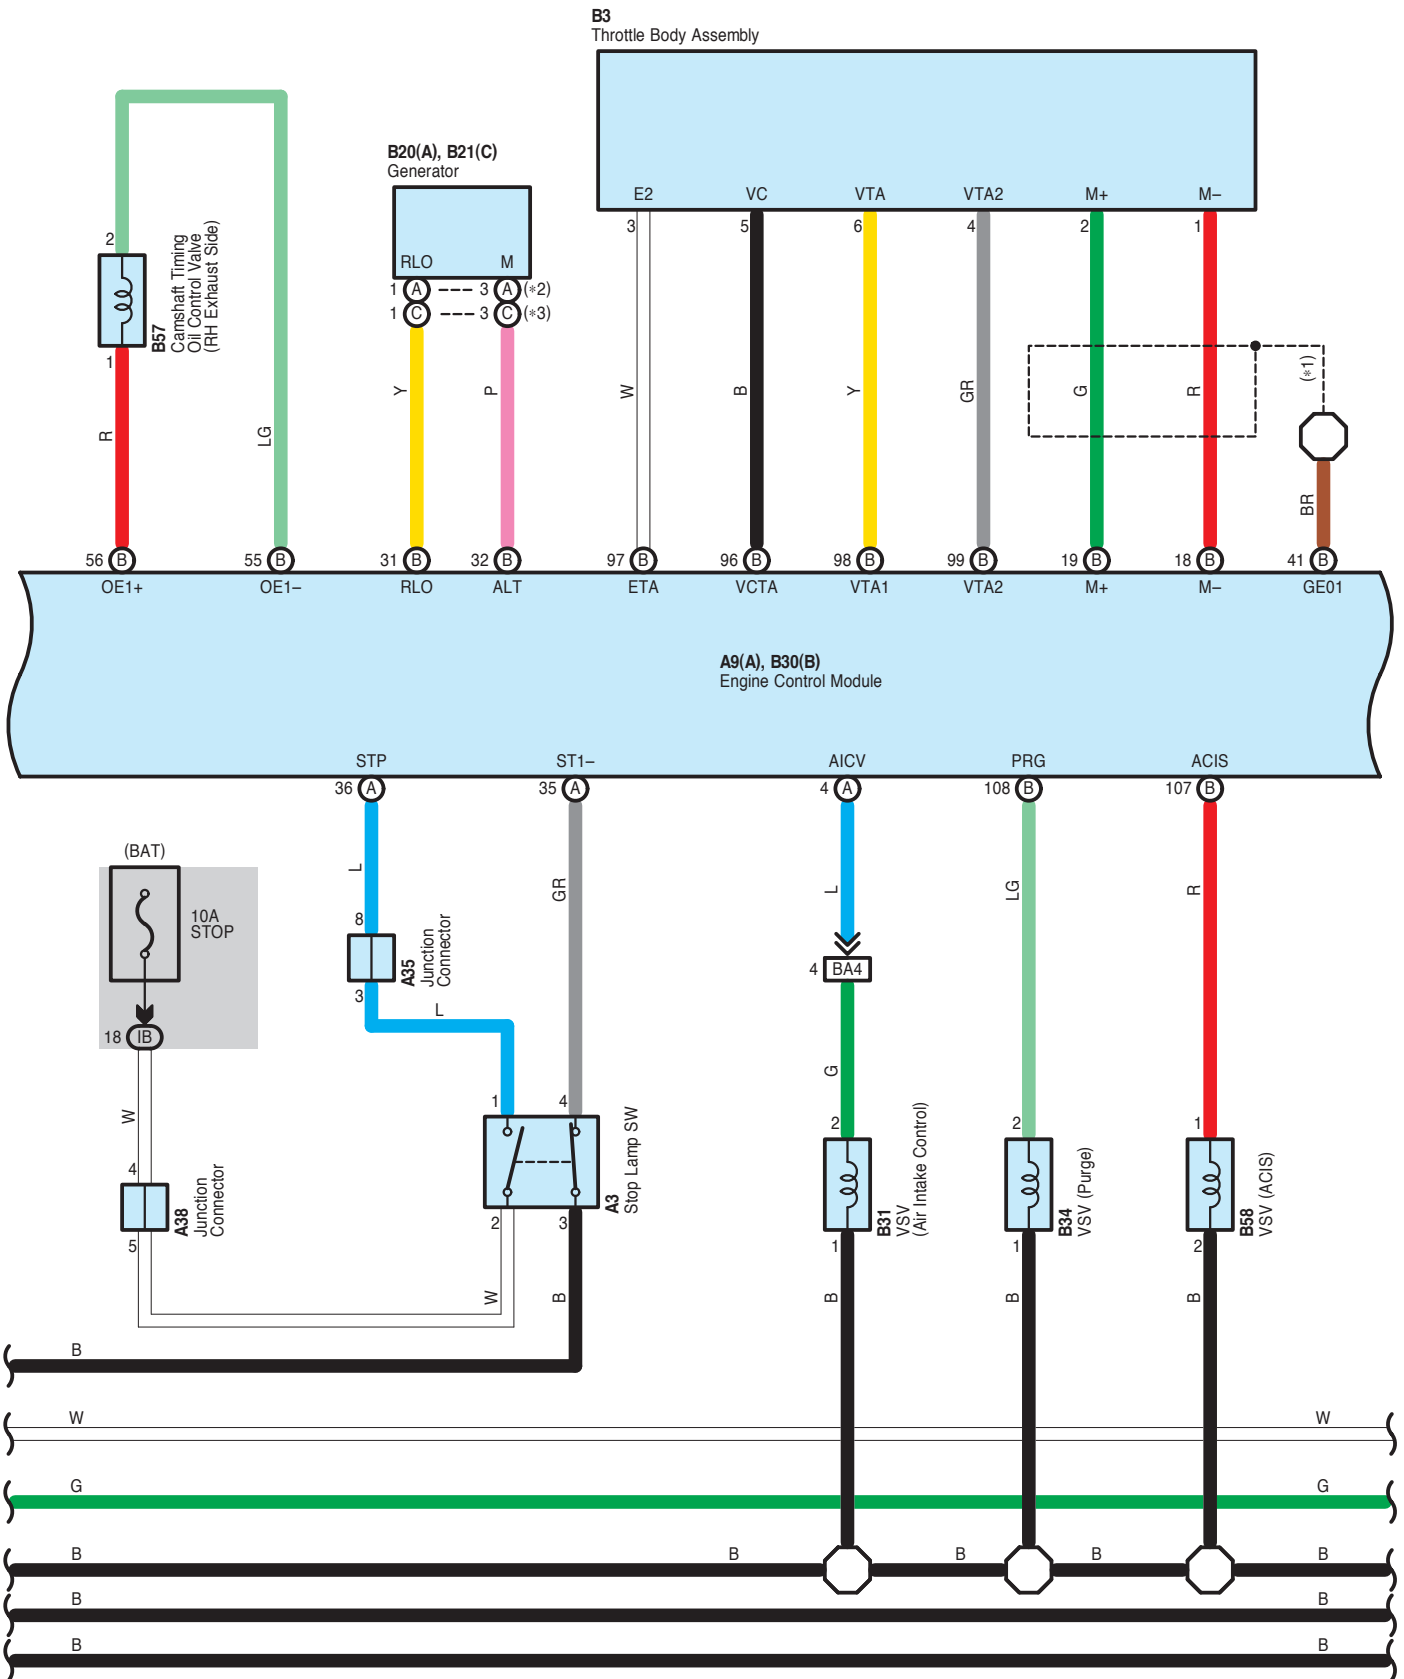 B3
Throttle Body Assembly
B20(A), B21(C)
Generator
E2 VC VTA VTA2 M+ M–
3 5 6 4 2 1
2
B57
Camshaft Timing
Oil Control Valve
(RH Exhaust Side)
1
RLO M
1 A 3 A (*2)
1 C 3 C (*3)
R LG Y P W B Y GR G R (*1)
BR
56 B 55 B 31 B 32 B 97 B 96 B 98 B 99 B 19 B 18 B 41 B
OE1+ OE1– RLO ALT ETA VCTA VTA1 VTA2 M+ M– GE01
A9(A), B30(B)
Engine Control Module
STP ST1– AICV PRG ACIS
36 A 35 A 4 A 108 B 107 B
(BAT)
10A
STOP
18 IB
L GR L LG R
8
A35
Junction
Connector
3
L
4 BA4
G
W
4
A38
Junction
Connector
5
1 4
A3
Stop Lamp SW
2 3
W B
2
B31
VSV
(Air Intake Control)
1
B
2
B34
VSV (Purge)
1
B
1
B58
VSV (ACIS)
2
B
B
W W
G G
B B B B B
B B
B B